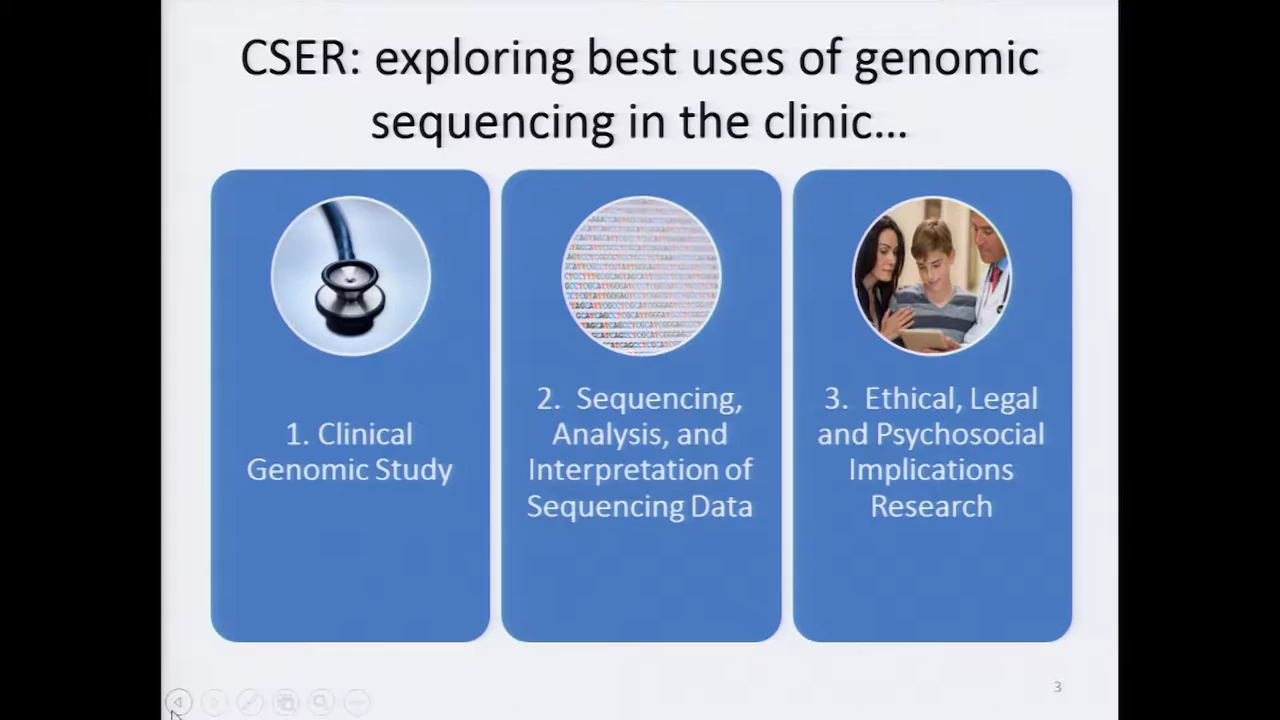 CSER: exploring best uses of genomic
sequencing in the clinic...
1. Clinical
Genomic Study
2. Sequencing,
Analysis, and
Interpretation of
Sequencing Data
3. Ethical, Legal
and Psychosocial
Implications
Research
3